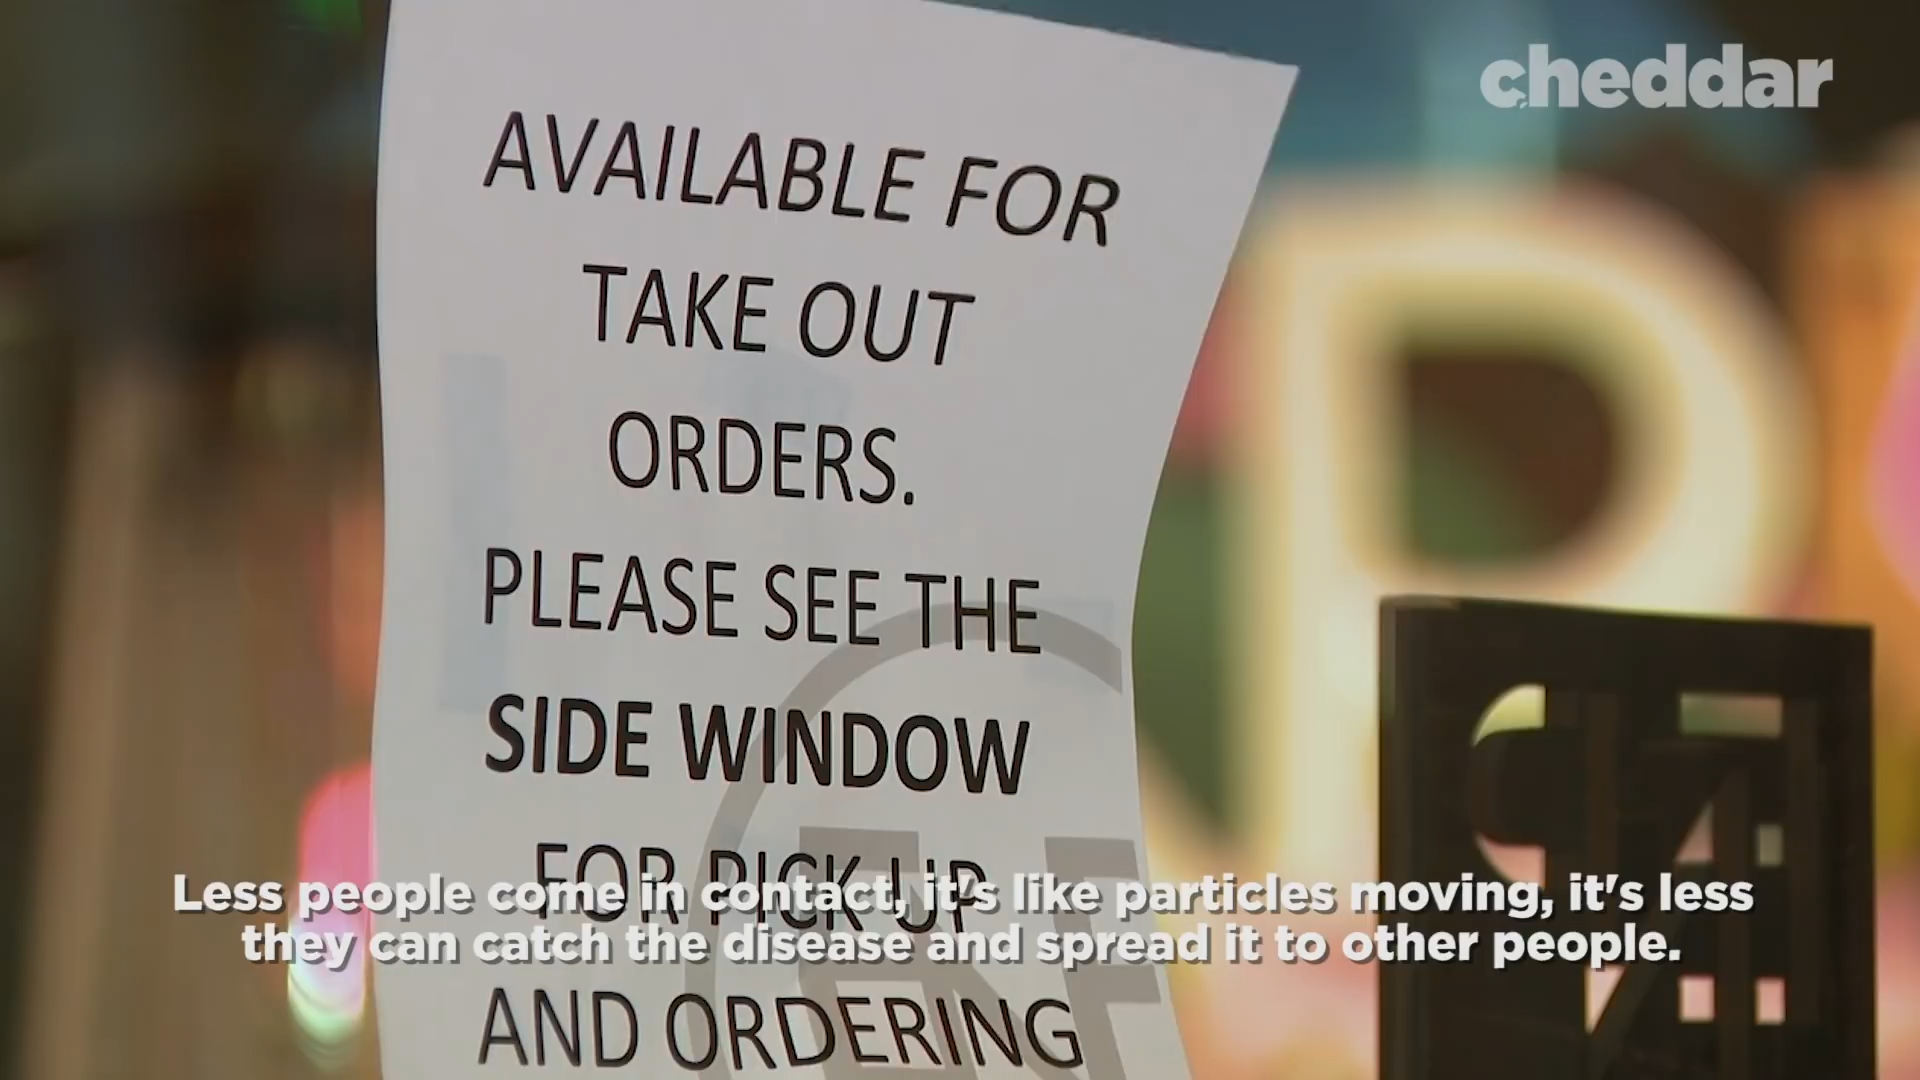 cheddar
AVAILABLE FOR
TAKE OUT
ORDERS.
PLEASE SEE THE
SIDE WINDOW
FOR PICK UP
AND ORDERING
Less people come in contact, it's like particles moving, it's less
they can catch the disease and spread it to other people.